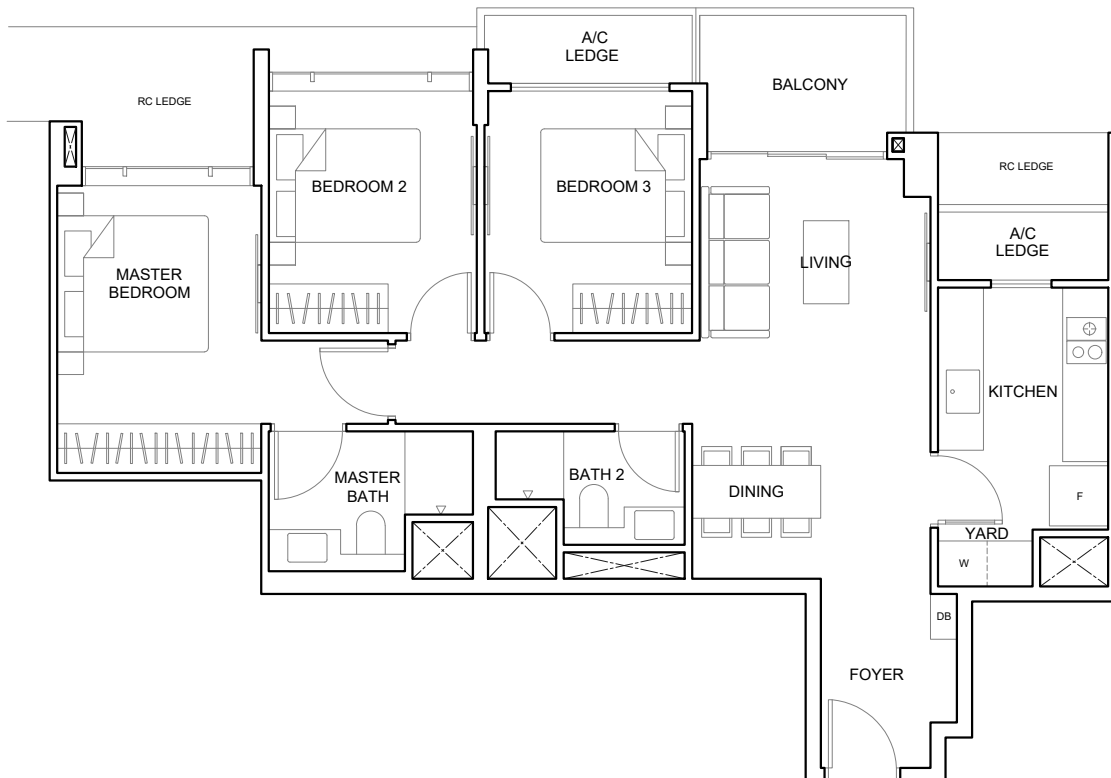 A/C
LEDGE
BALCONY
RC LEDGE
RC LEDGE
BEDROOM 2
BEDROOM 3
A/C
LEDGE
LIVING
MASTER
BEDROOM
KITCHEN
MASTER
BATH
BATH 2
DINING
F
YARD
W
DB
FOYER